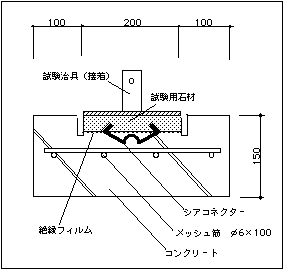 100
200
100
試験治具（接着）
試験用石材
150
シアコネクター
絶縁フィルム
メッシュ筋 φ6×100
コンクリート